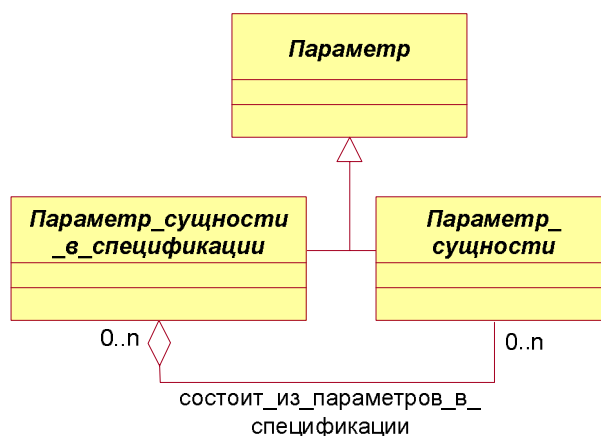 Параметр
Параметр_сущности
_в_спецификации
Параметр_
сущности
0..n
0..n
состоит_из_параметров_в_
спецификации